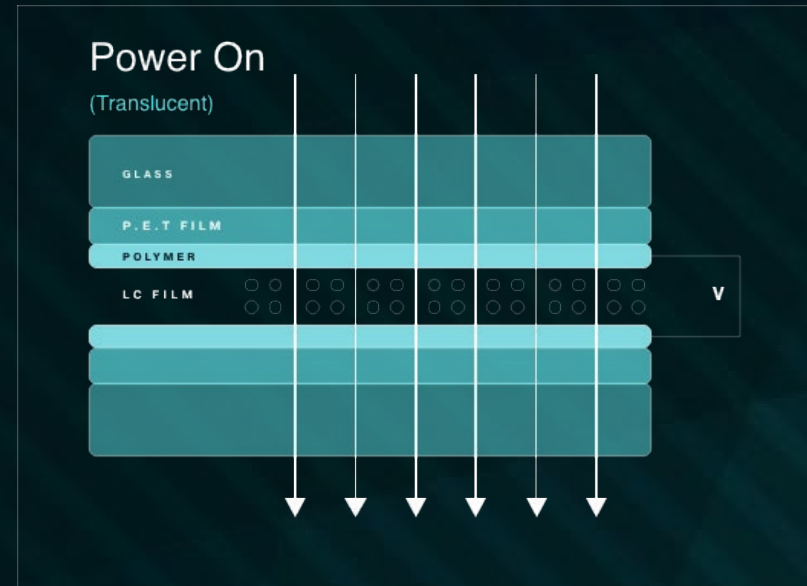 Power On
(Translucent)
GLASS
P.E.T FILM
POLYMER
LC FILM
V